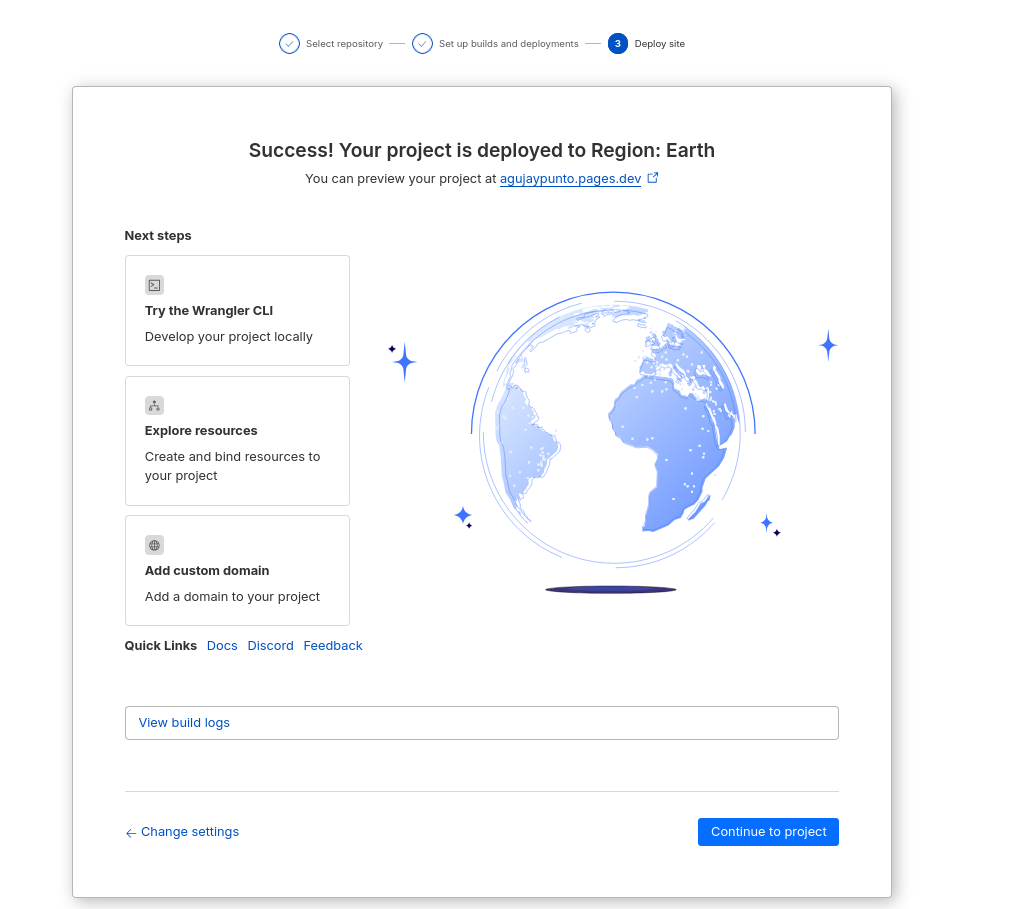 Select repository
Set up builds and deployments
3
Deploy site
Success! Your project is deployed to Region: Earth
You can preview your project at agujaypunto.pages.dev
Next steps
Try the Wrangler CLI
Develop your project locally
Explore resources
Create and bind resources to
your project
Add custom domain
Add a domain to your project
Quick Links Docs Discord Feedback
View build logs
← Change settings
Continue to project